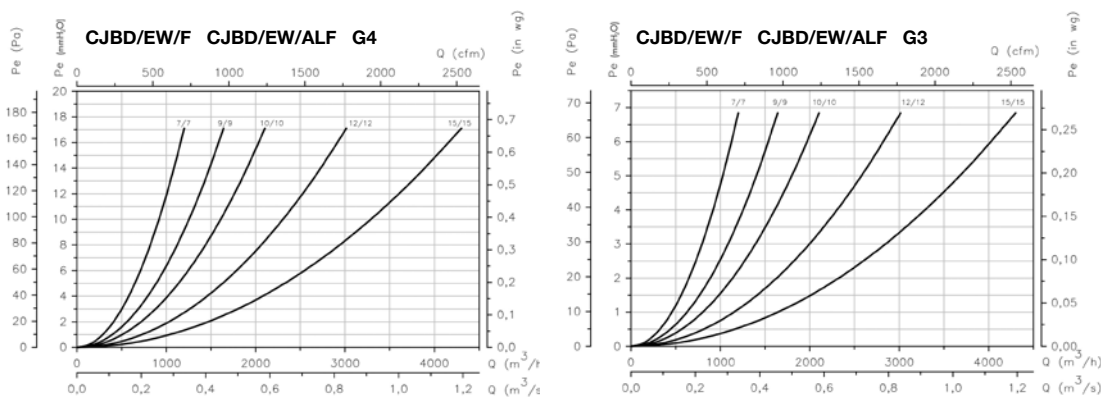 CJBD/EW/F CJBD/EW/ALF G4
Q (cfm)
0 500 1000 1500 2000 2500
Pe (Pa)
180
160
140
120
100
80
60
40
20
0
Pe (mmH₂O)
20
18
16
14
12
10
8
6
4
2
0
7/7 9/9 10/10 12/12 15/15
Pe (in wg)
0,7
0,6
0,5
0,4
0,3
0,2
0,1
0,0
0 1000 2000 3000 4000 Q (m³/h
0,0 0,2 0,4 0,6 0,8 1,0 1,2 Q (m³/s
CJBD/EW/F CJBD/EW/ALF G3
Q (cfm)
0 500 1000 1500 2000 2500
Pe (Pa)
70
60
50
40
30
20
10
0
Pe (mmH₂O)
7
6
5
4
3
2
1
0
7/7 9/9 10/10 12/12 15/15
Pe (in wg)
0,25
0,20
0,15
0,10
0,05
0,00
0 1000 2000 3000 4000 Q (m³/h)
0,0 0,2 0,4 0,6 0,8 1,0 1,2 Q (m³/s)